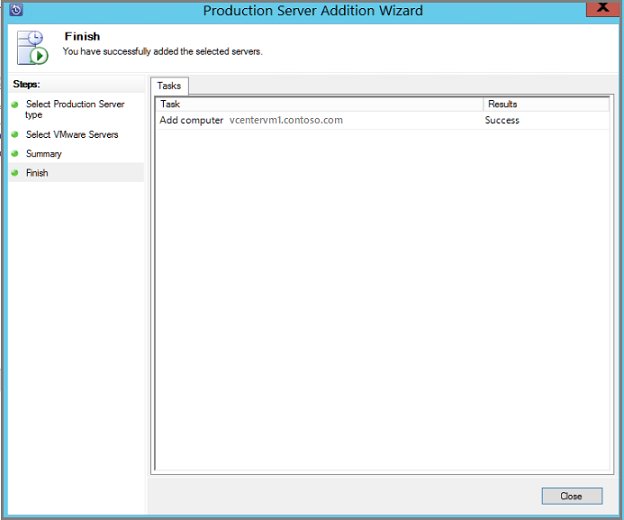 Production Server Addition Wizard
X
Finish
You have successfully added the selected servers.
Steps:
Select Production Server
type
Select VMware Servers
Summary
Finish
Tasks
Task Results
Add computer vcentervm1.contoso.com Success
Close